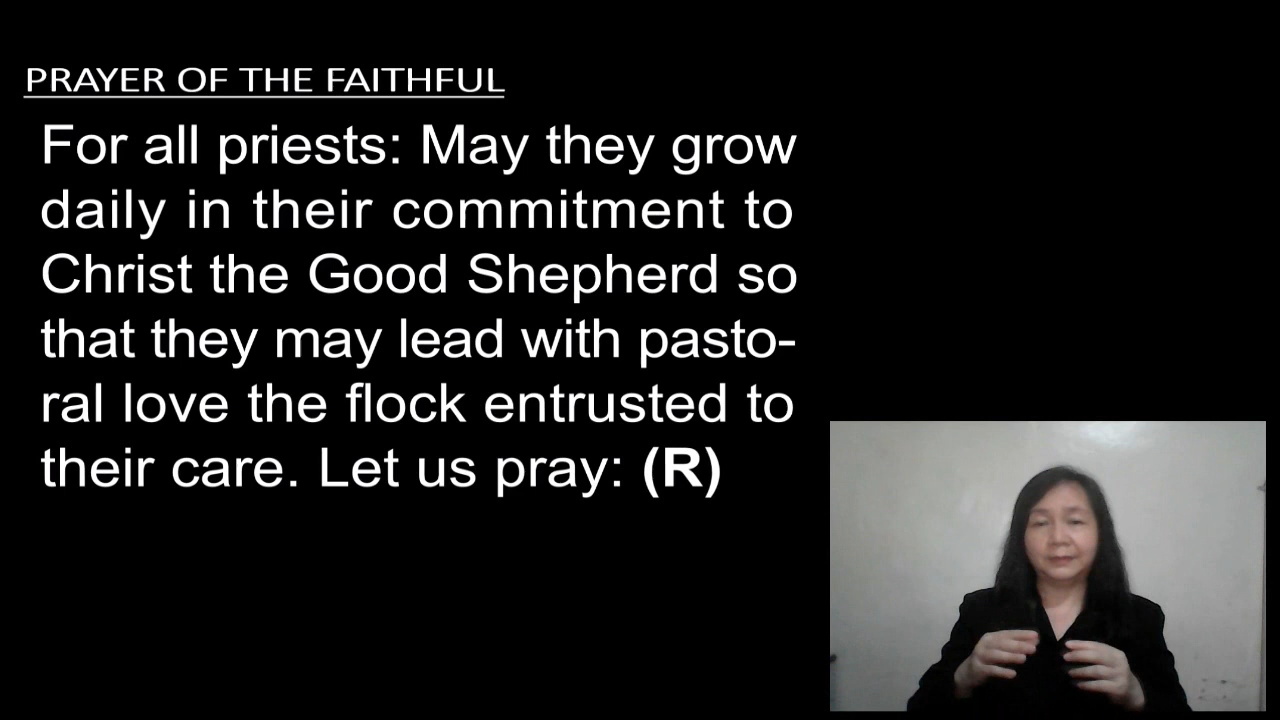 PRAYER OF THE FAITHFUL
For all priests: May they grow
daily in their commitment to
Christ the Good Shepherd so
that they may lead with pasto-
ral love the flock entrusted to
their care. Let us pray: (R)